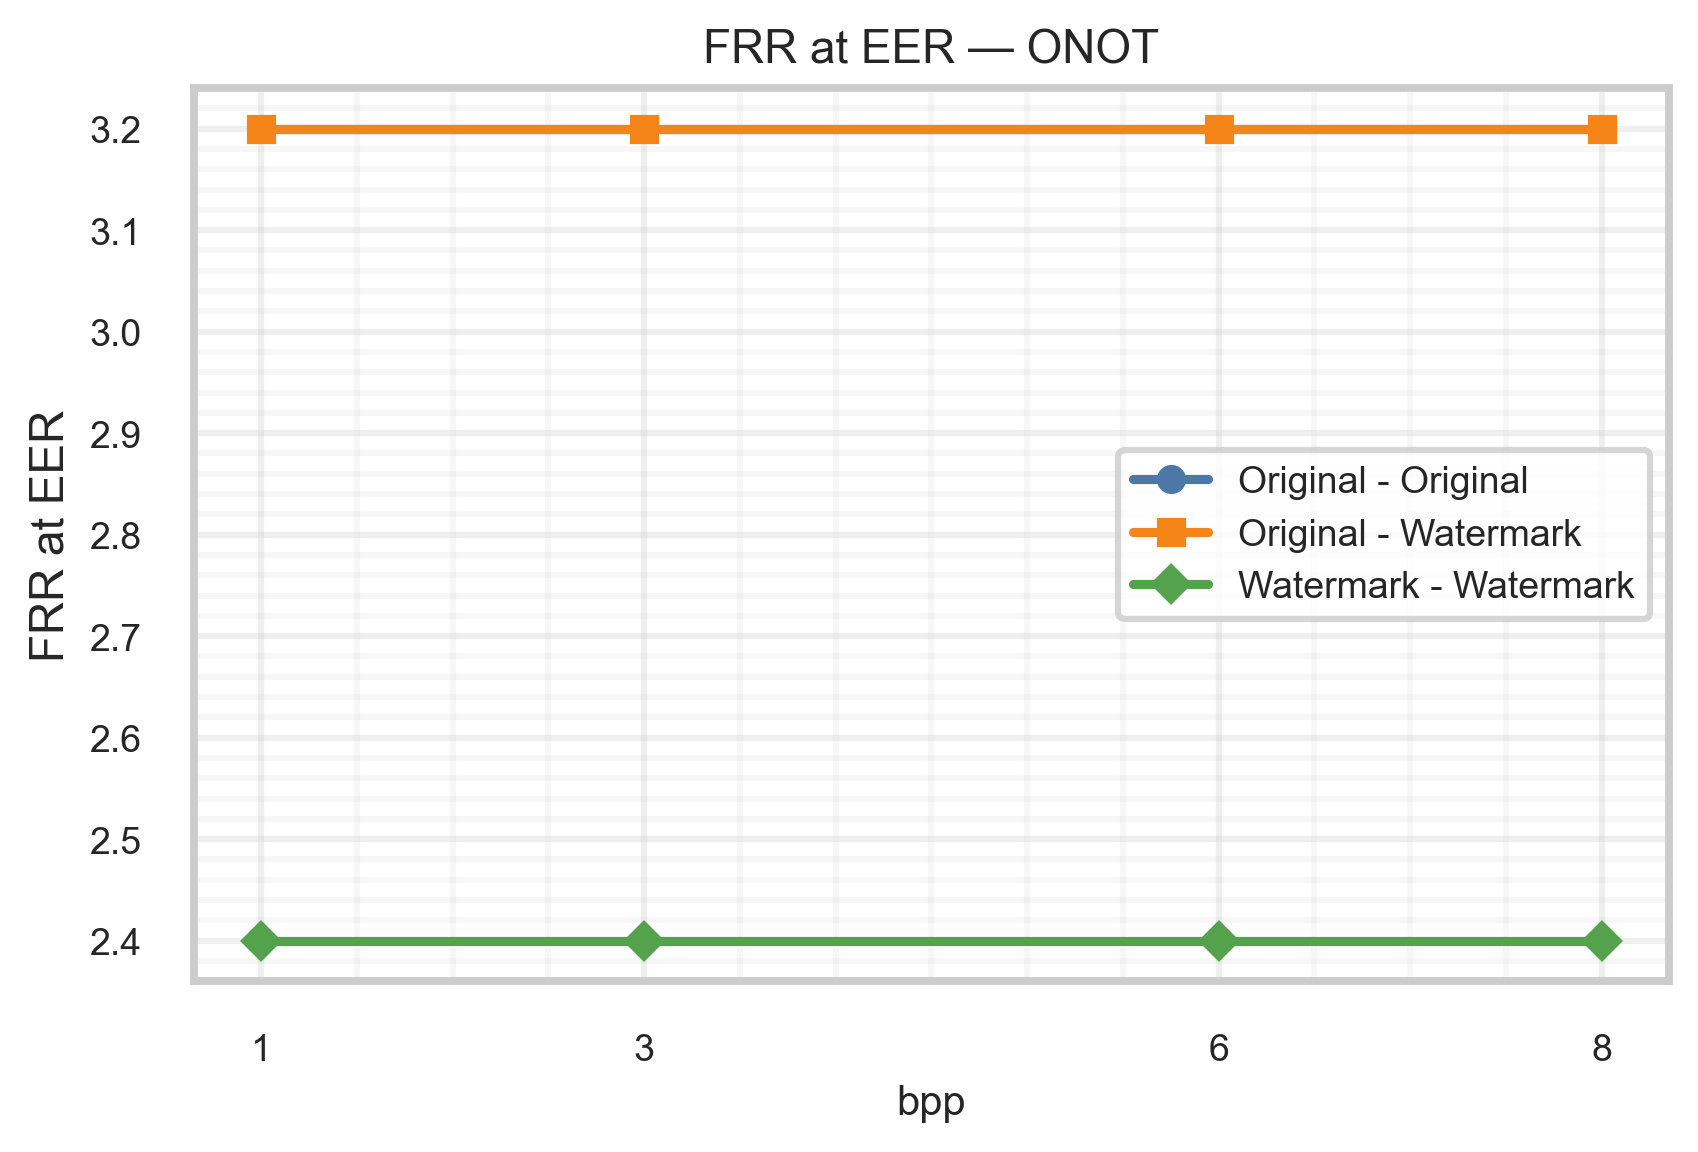 FRR at EER — ONOT
FRR at EER
3.2
3.1
3.0
2.9
2.8
2.7
2.6
2.5
2.4
Original - Original
Original - Watermark
Watermark - Watermark
1 3 6 8
bpp